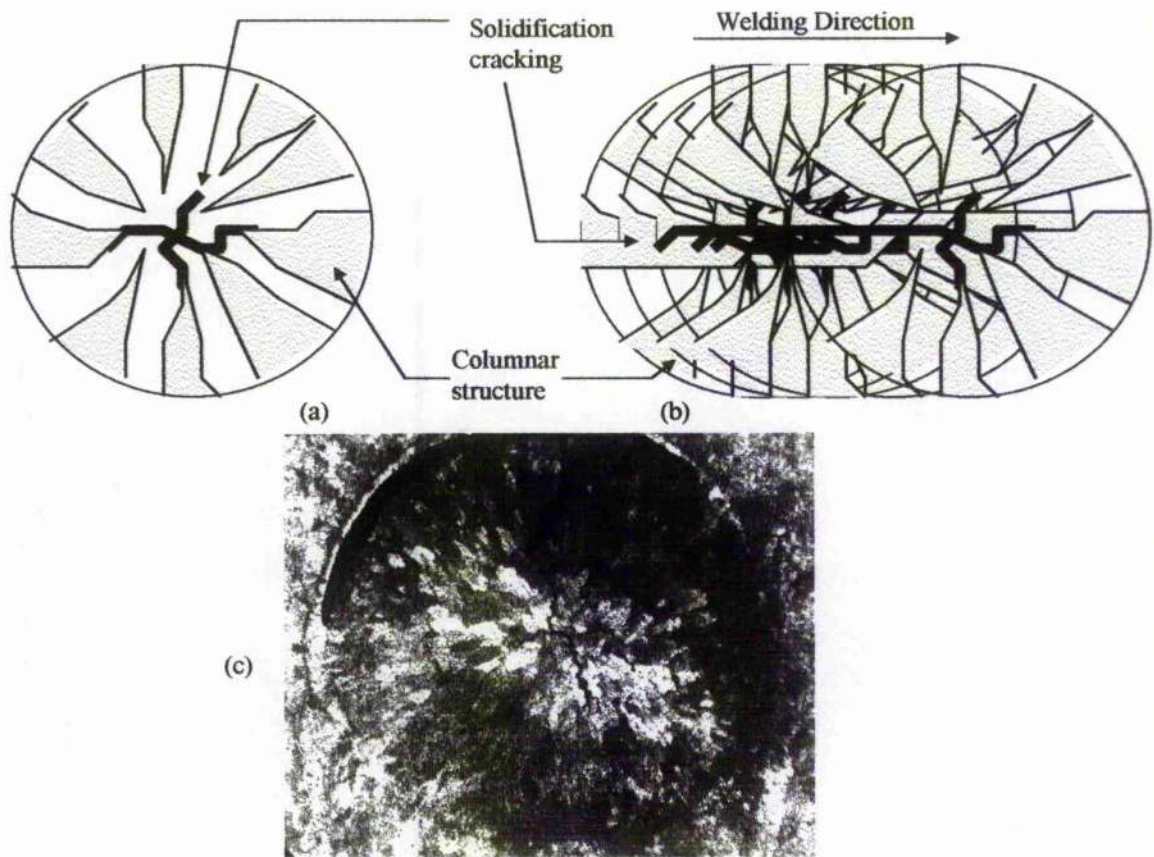 Solidification
cracking
Welding Direction
Columnar
structure
(a)
(b)
(c)